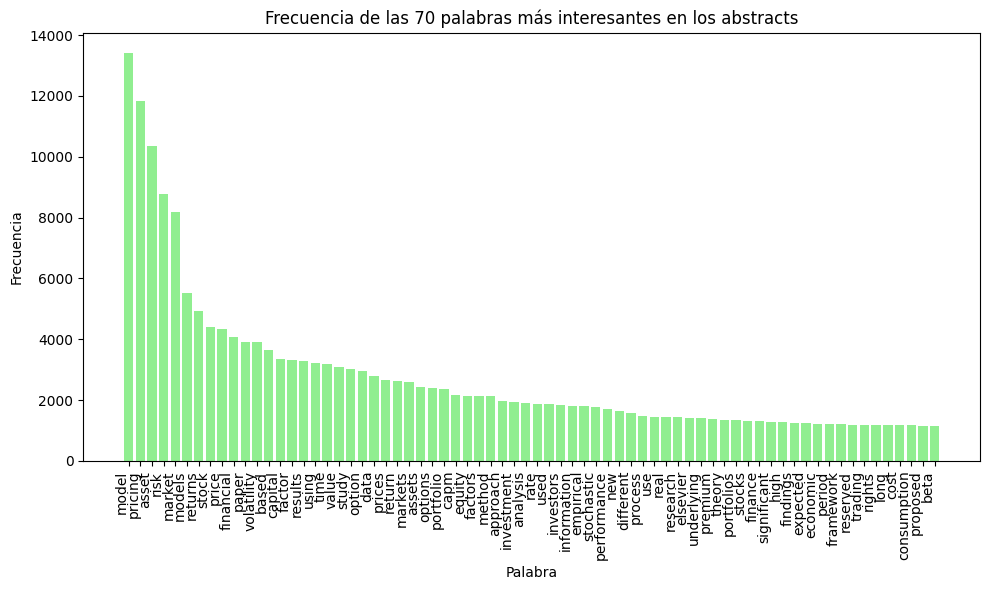 Frecuencia de las 70 palabras más interesantes en los abstracts
Frecuencia
14000
12000
10000
8000
6000
4000
2000
0
model
pricing
asset
risk
market
models
returns
stock
price
financial
paper
volatility
based
capital
factor
results
using
time
value
study
option
data
prices
return
markets
assets
options
portfolio
capm
equity
factors
method
approach
investment
analysis
rate
used
investors
information
empirical
stochastic
performance
new
different
process
use
real
research
elsevier
underlying
premium
theory
portfolios
stocks
finance
significant
high
findings
expected
economic
period
framework
reserved
trading
rights
long
cost
consumption
proposed
beta
Palabra